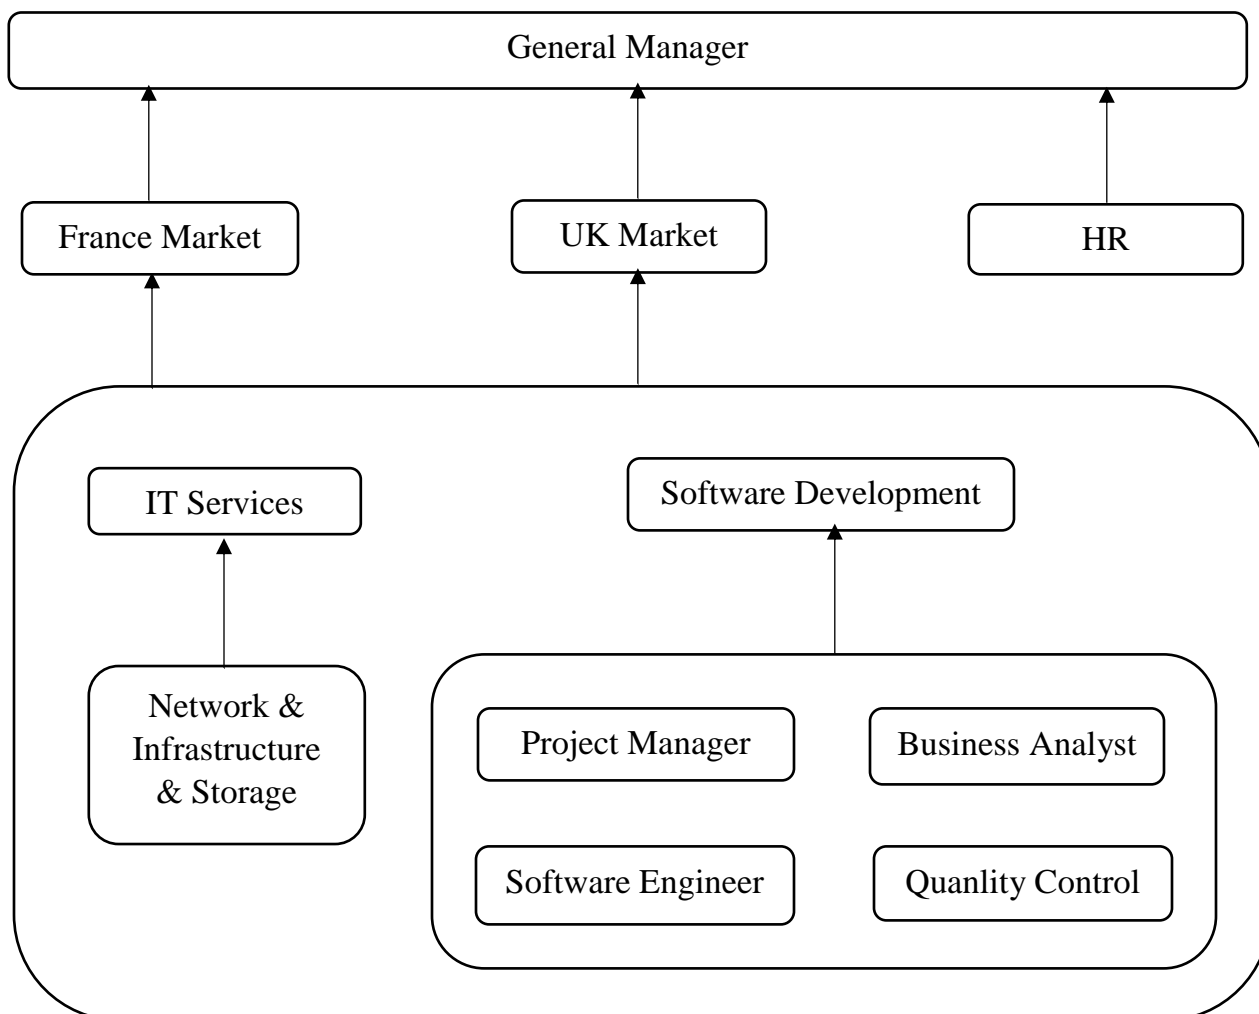 General Manager
France Market
UK Market
HR
IT Services
Software Development
Network &
Infrastructure
& Storage
Project Manager
Business Analyst
Software Engineer
Quanlity Control